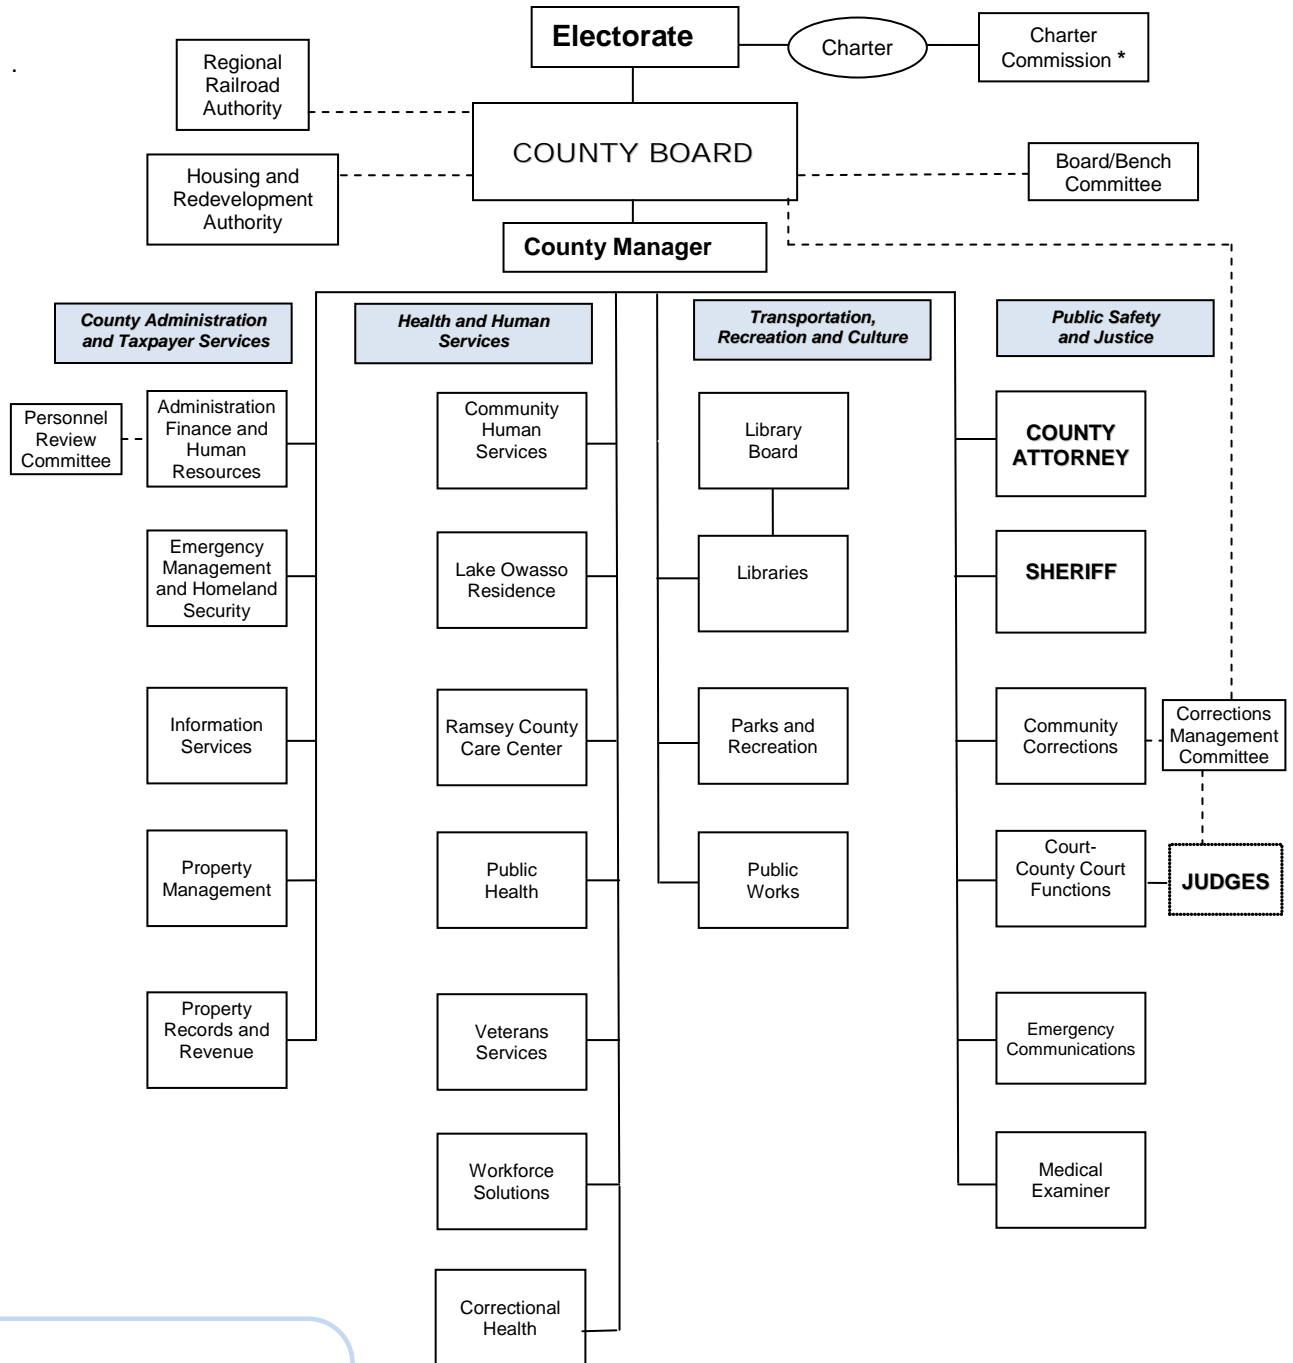 Electorate
Charter
Charter
Commission *
.
Regional
Railroad
Authority
COUNTY BOARD
Housing and
Redevelopment
Authority
Board/Bench
Committee
County Manager
County Administration
and Taxpayer Services
Health and Human
Services
Transportation,
Recreation and Culture
Public Safety
and Justice
Personnel
Review
Committee
Administration
Finance and
Human
Resources
Community
Human
Services
Library
Board
COUNTY
ATTORNEY
Emergency
Management
and Homeland
Security
Lake Owasso
Residence
Libraries
SHERIFF
Information
Services
Ramsey County
Care Center
Parks and
Recreation
Community
Corrections
Corrections
Management
Committee
Property
Management
Public
Health
Public
Works
Court-
County Court
Functions
JUDGES
Property
Records and
Revenue
Veterans
Services
Emergency
Communications
Workforce
Solutions
Medical
Examiner
Correctional
Health